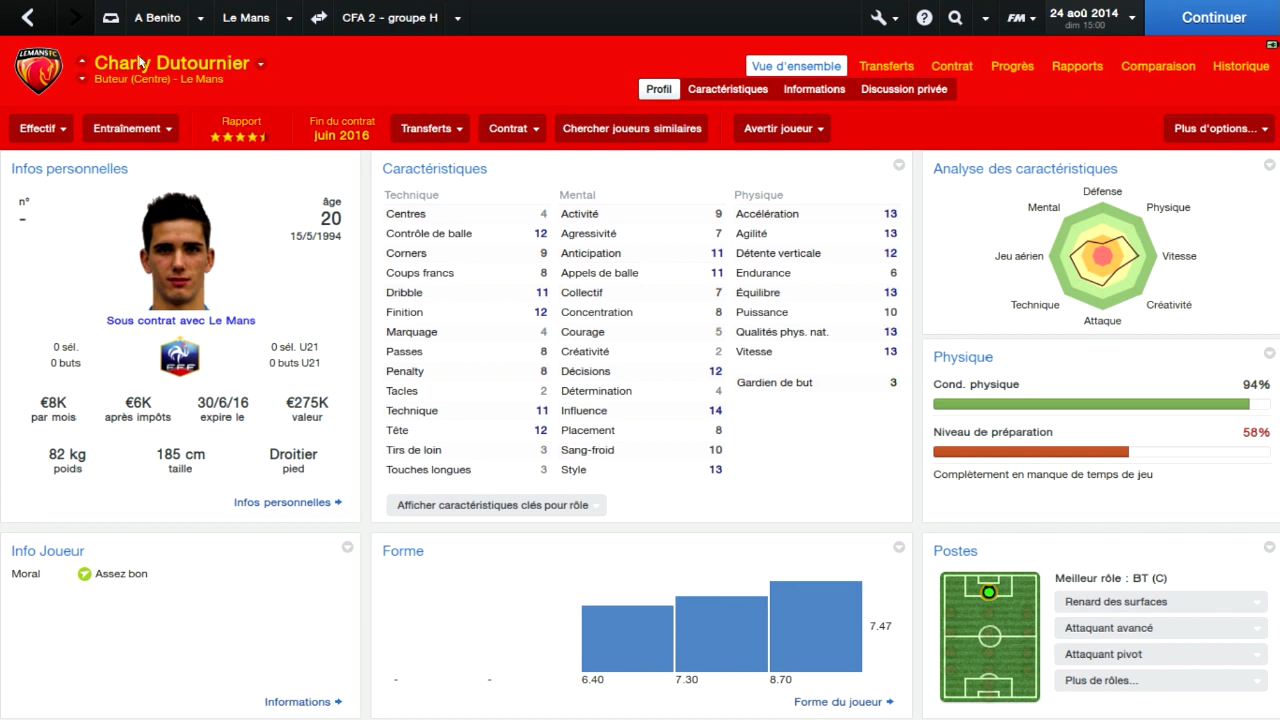 A Benito
Le Mans
CFA 2 - groupe H
FM
24 aoû 2014
dim 15:00
Continuer
LE MANS FC
Charly Dutournier
Buteur (Centre) - Le Mans
Vue d'ensemble
Transferts
Contrat
Progrès
Rapports
Comparaison
Historique
Profil
Caractéristiques
Informations
Discussion privée
Effectif
Entraînement
Rapport
Fin du contrat
juin 2016
Transferts
Contrat
Chercher joueurs similaires
Avertir joueur
Plus d'options...
Infos personnelles
n°
-
âge
20
15/5/1994
Sous contrat avec Le Mans
0 sél.
0 buts
F.F.F.
0 sél. U21
0 buts U21
€8K
par mois
€6K
après impôts
30/6/16
expire le
€275K
valeur
82 kg
poids
185 cm
taille
Droitier
pied
Infos personnelles
Caractéristiques
Technique Mental Physique
Centres 4 Activité 9 Accélération 13
Contrôle de balle 12 Agressivité 7 Agilité 13
Corners 9 Anticipation 11 Détente verticale 12
Coups francs 8 Appels de balle 11 Endurance 6
Dribble 11 Collectif 7 Équilibre 13
Finition 12 Concentration 8 Puissance 10
Marquage 4 Courage 5 Qualités phys. nat. 13
Passes 8 Créativité 2 Vitesse 13
Penalty 8 Décisions 12
Tacles 2 Détermination 4 Gardien de but 3
Technique 11 Influence 14
Tête 12 Placement 8
Tirs de loin 3 Sang-froid 10
Touches longues 3 Style 13
Afficher caractéristiques clés pour rôle
Analyse des caractéristiques
Défense
Mental Physique
Jeu aérien Vitesse
Technique Créativité
Attaque
Physique
Cond. physique 94%
Niveau de préparation 58%
Complètement en manque de temps de jeu
Info Joueur
Moral Assez bon
Informations
Forme
7.47
- - 6.40 7.30 8.70
Forme du joueur
Postes
Meilleur rôle : BT (C)
Renard des surfaces
Attaquant avancé
Attaquant pivot
Plus de rôles...